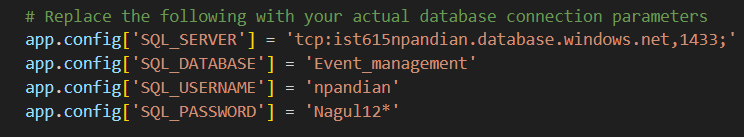 # Replace the following with your actual database connection parameters
app.config['SQL_SERVER'] = 'tcp:ist615npandian.database.windows.net,1433;'
app.config['SQL_DATABASE'] = 'Event_management'
app.config['SQL_USERNAME'] = 'npandian'
app.config['SQL_PASSWORD'] = 'Nagul12*'